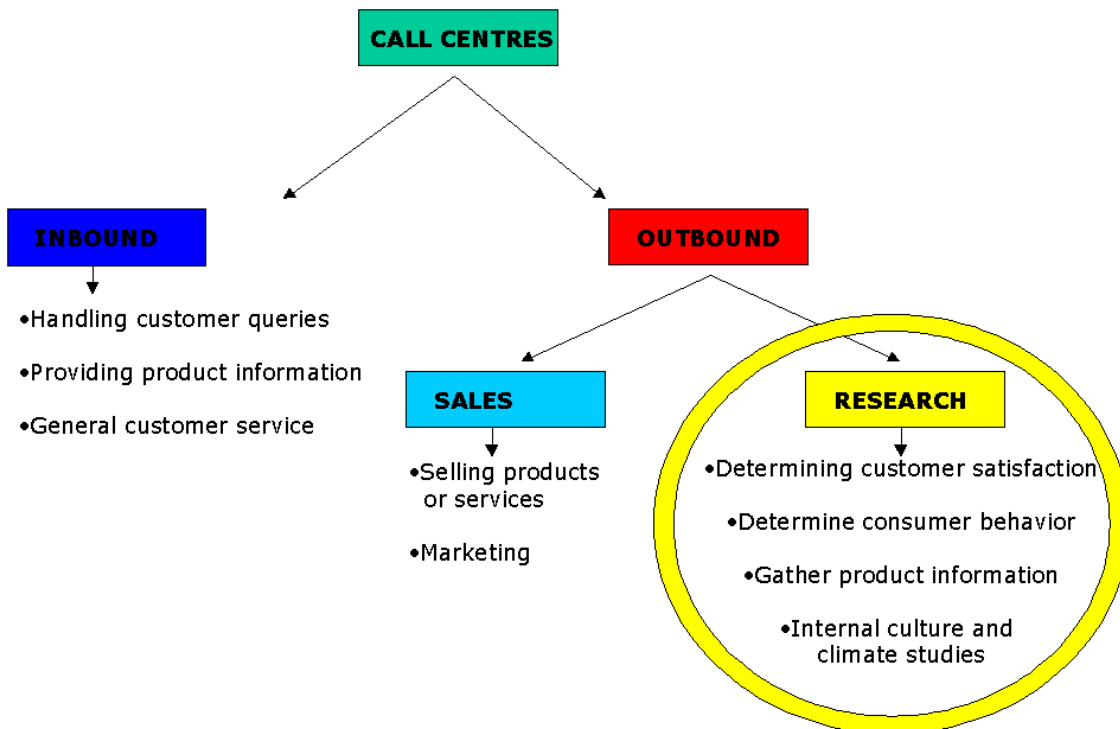 CALL CENTRES
INBOUND
•Handling customer queries
•Providing product information
•General customer service
OUTBOUND
SALES
•Selling products
or services
•Marketing
RESEARCH
•Determining customer satisfaction
•Determine consumer behavior
•Gather product information
•Internal culture and
climate studies